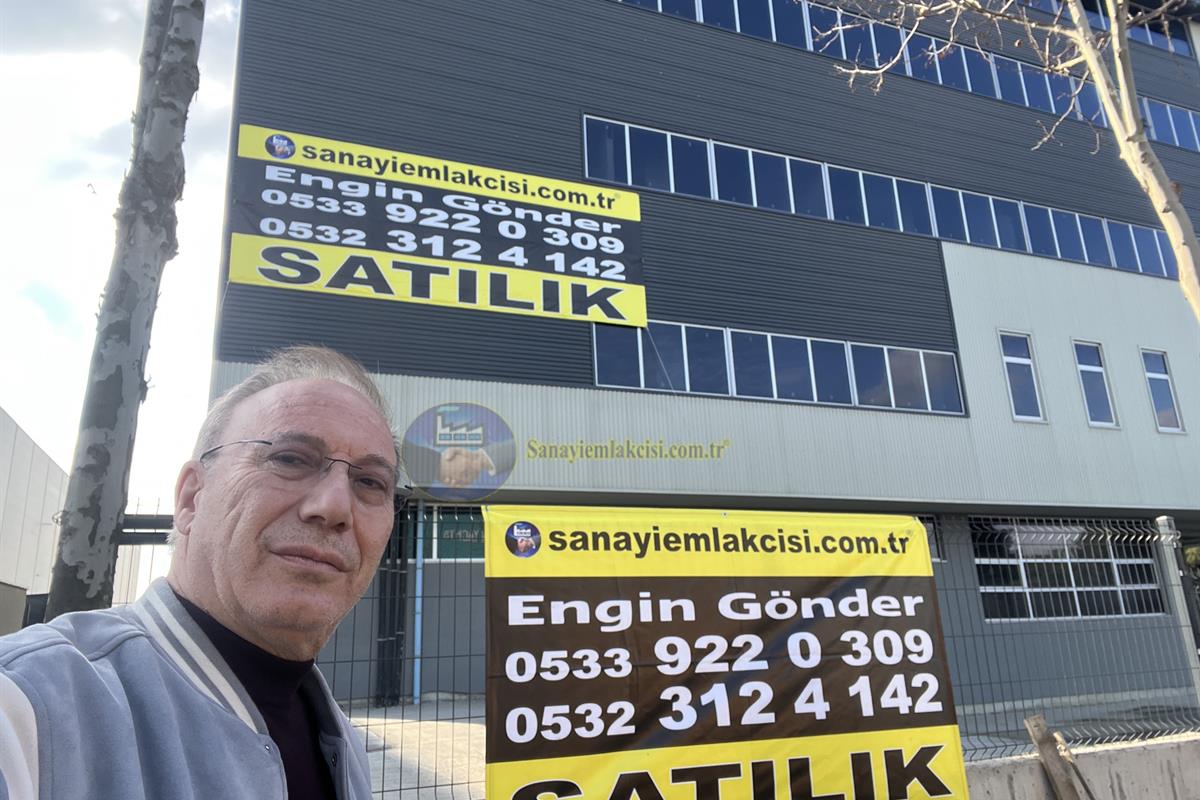 sanayiemlakcisi.com.tr®
Engin Gönder
0533 922 0 309
0532 312 4 142
SATILIK
Sanayiemlakcisi.com.tr®
sanayiemlakcisi.com.tr®
Engin Gönder
0533 922 0 309
0532 312 4 142
SATILIK